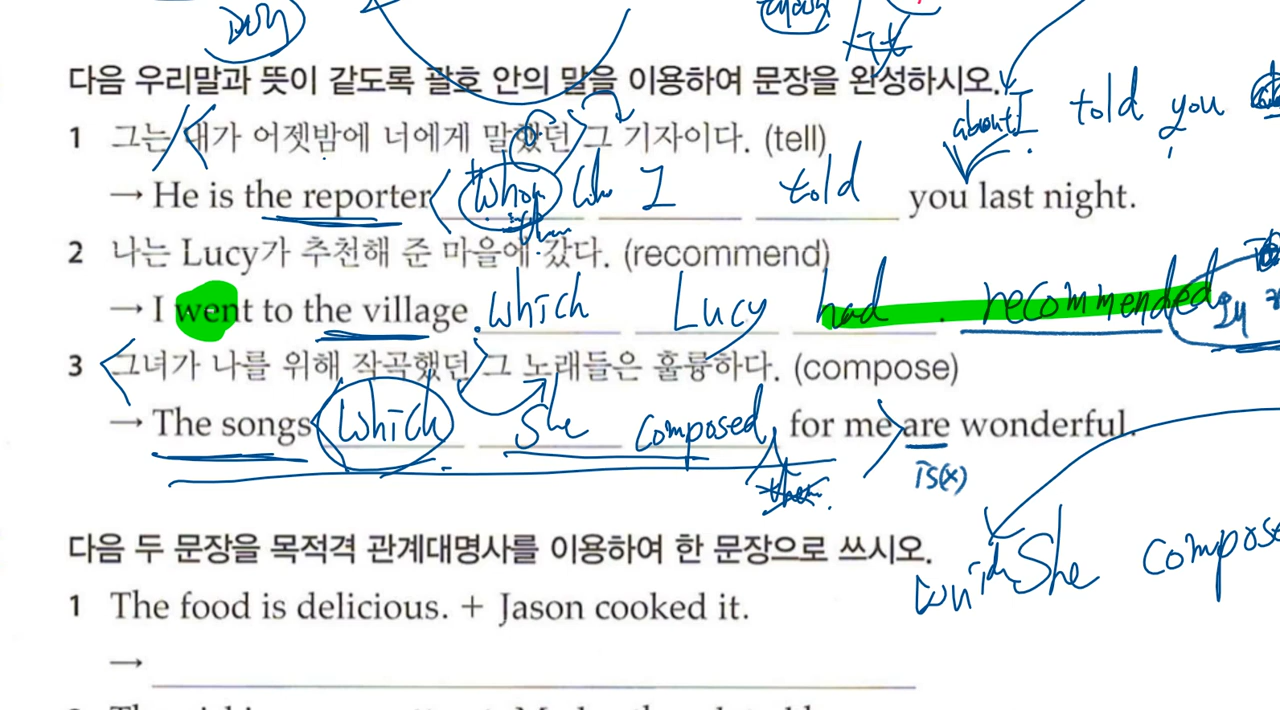 다음 우리말과 뜻이 같도록 괄호 안의 말을 이용하여 문장을 완성하시오.
about I told you
1 그는 내가 어젯밤에 너에게 말했던 그 기자이다. (tell)
→ He is the reporter whom I told you last night.
2 나는 Lucy가 추천해 준 마을에 갔다. (recommend)
→ I went to the village which Lucy had recommended
3 그녀가 나를 위해 작곡했던 그 노래들은 훌륭하다. (compose)
→ The songs which She composed for me are wonderful.
is(x)
다음 두 문장을 목적격 관계대명사를 이용하여 한 문장으로 쓰시오.
which She compose
1 The food is delicious. + Jason cooked it.
→